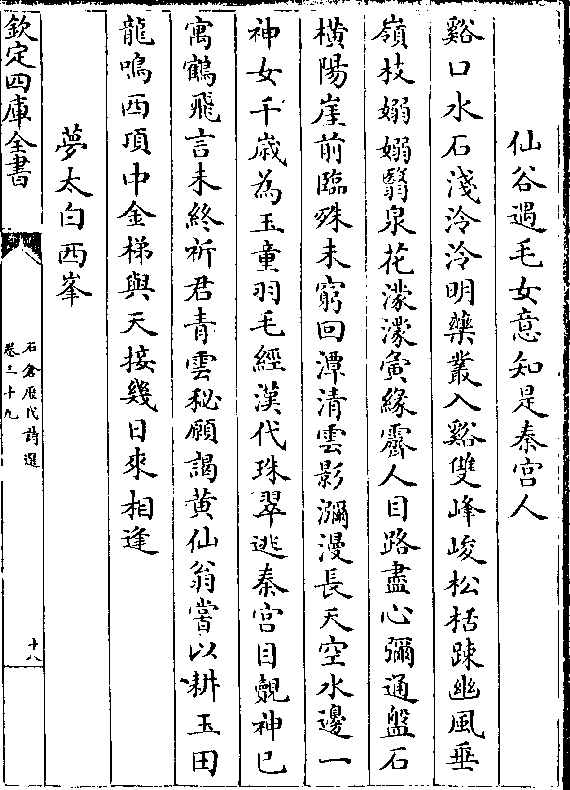 仙谷遇毛女意知是秦宫人
谿口水石淺泠泠明藥叢入谿雙峰峻松栝踈幽風垂
嶺枝嫋嫋翳泉花濛濛夤緣霽人目路盡心彌通盤石
横陽崖前臨殊未窮回潭清雲影瀰漫長天空水邊一
神女千歲為玉童羽毛經漢代珠翠逃秦宫目覿神已
寓鶴飛言未終祈君青雲秘願謁黄仙翁嘗以耕玉田
龍鳴西頂中金梯與天接幾日來相逢
夢太白西峯
欽定四庫全書
石倉歷代詩選
卷三十九
十八